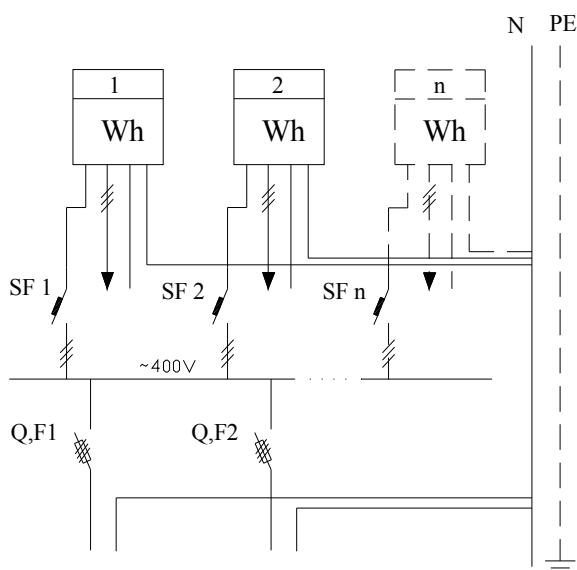 N PE
1 2 n
Wh Wh Wh
SF 1 SF 2 SF n
~400V
Q,F1 Q,F2